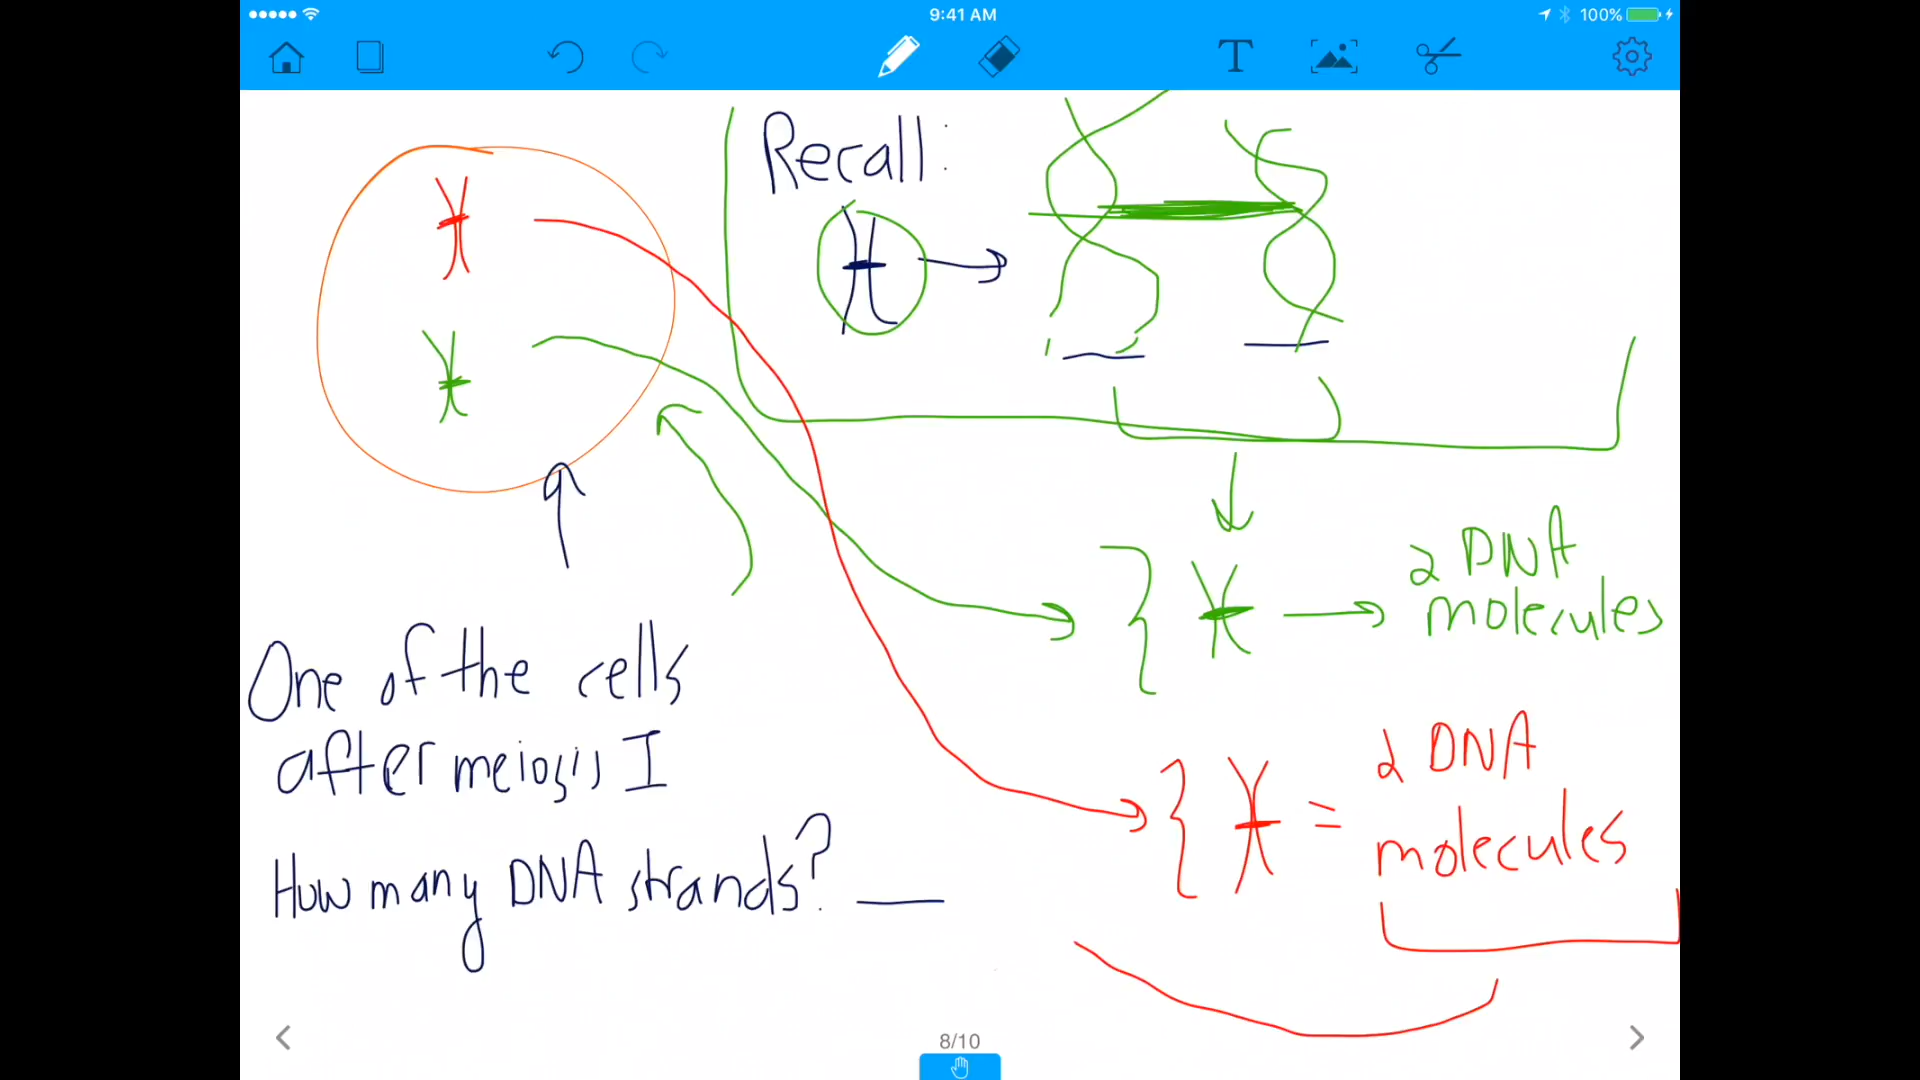 9:41 AM
100%
T
Recall:
2 DNA
molecules
One of the cells
after meiosis I
2 DNA
molecules
How many DNA strands? __
8/10